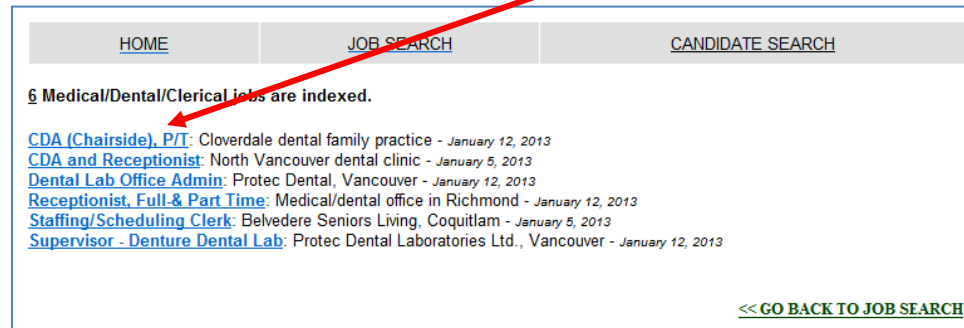 HOME JOB SEARCH CANDIDATE SEARCH
6 Medical/Dental/Clerical jobs are indexed.
CDA (Chairside), P/T: Cloverdale dental family practice - January 12, 2013
CDA and Receptionist: North Vancouver dental clinic - January 5, 2013
Dental Lab Office Admin: Protec Dental, Vancouver - January 12, 2013
Receptionist, Full-& Part Time: Medical/dental office in Richmond - January 12, 2013
Staffing/Scheduling Clerk: Belvedere Seniors Living, Coquitlam - January 5, 2013
Supervisor - Denture Dental Lab: Protec Dental Laboratories Ltd., Vancouver - January 12, 2013
<< GO BACK TO JOB SEARCH